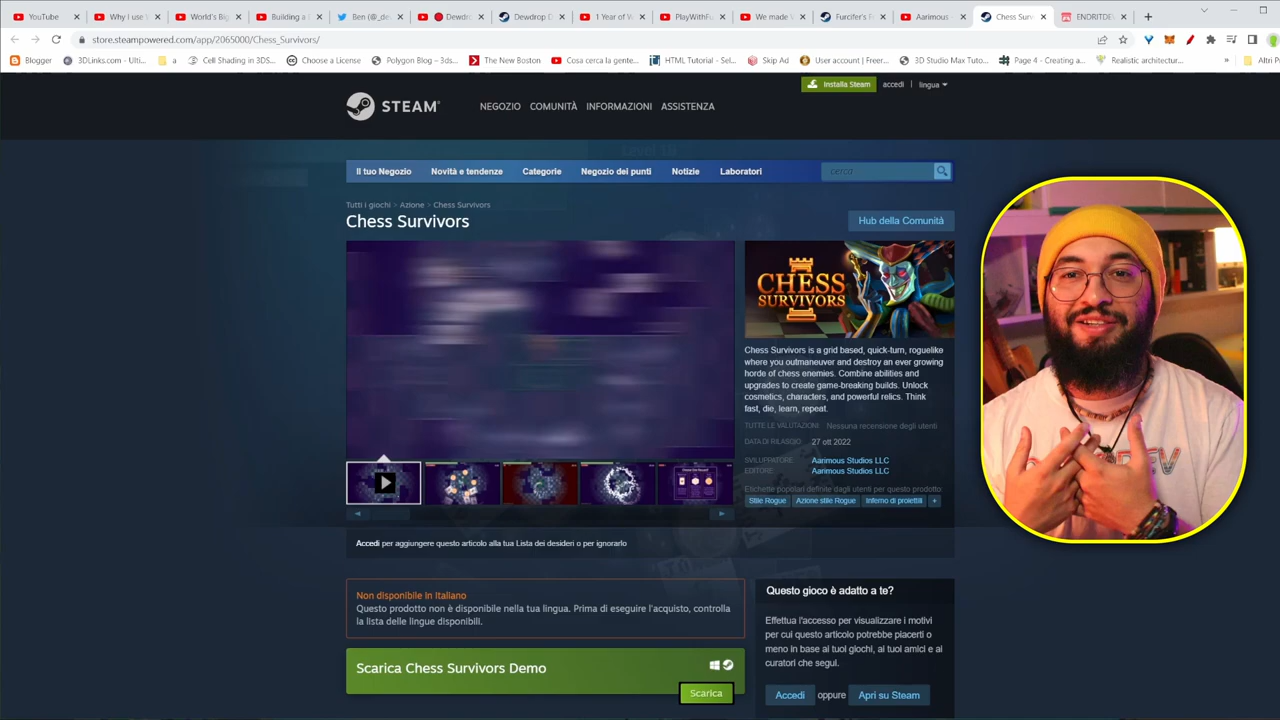 YouTube
Why I use
World's Big
Building a
Ben (@_de
Dewdro
Dewdrop D
1 Year of W
PlayWithFu
We made V
Furcifer's F
Aarimous
Chess Surv
ENDRITDE
store.steampowered.com/app/2065000/Chess_Survivors/
Blogger
3DLinks.com - Ulti...
a
Cell Shading in 3DS...
Choose a License
Polygon Blog – 3ds...
The New Boston
Cosa cerca la gente...
HTML Tutorial - Sel...
Skip Ad
User account | Freer...
3D Studio Max Tuto...
Page 4 - Creating a...
Realistic architectur...
»
Altri Pr
Installa Steam
accedi
lingua
STEAM
NEGOZIO
COMUNITÀ
INFORMAZIONI
ASSISTENZA
Il tuo Negozio
Novità e tendenze
Categorie
Negozio dei punti
Notizie
Laboratori
cerca
Tutti i giochi > Azione > Chess Survivors
Chess Survivors
Hub della Comunità
CHESS
SURVIVORS
Chess Survivors is a grid based, quick-turn, roguelike
where you outmaneuver and destroy an ever growing
horde of chess enemies. Combine abilities and
upgrades to create game-breaking builds. Unlock
cosmetics, characters, and powerful relics. Think
fast, die, learn, repeat.
TUTTE LE VALUTAZIONI Nessuna recensione degli utenti
DATA DI RILASCIO 27 ott 2022
SVILUPPATORE Aarimous Studios LLC
EDITORE Aarimous Studios LLC
Etichette popolari definite dagli utenti per questo prodotto
Stile Rogue
Azione stile Rogue
Inferno di proiettili
+
Accedi per aggiungere questo articolo alla tua Lista dei desideri o per ignorarlo
Non disponibile in Italiano
Questo prodotto non è disponibile nella tua lingua. Prima di eseguire l'acquisto, controlla
la lista delle lingue disponibili.
Questo gioco è adatto a te?
Effettua l'accesso per visualizzare i motivi
per cui questo articolo potrebbe piacerti o
meno in base ai tuoi giochi, ai tuoi amici e ai
curatori che segui.
Scarica Chess Survivors Demo
Scarica
Accedi oppure Apri su Steam